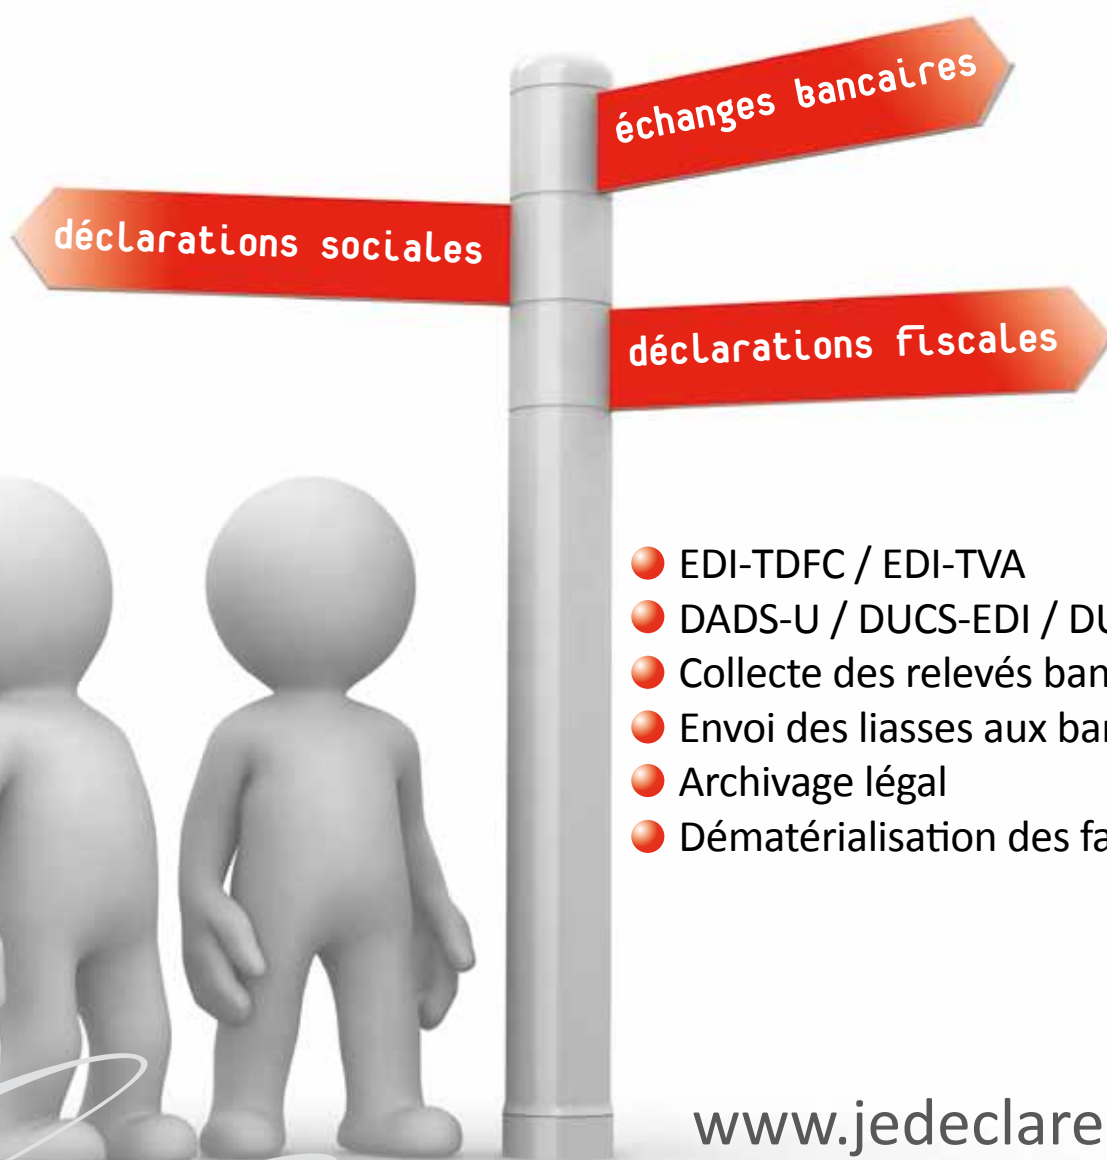 échanges bancaires
déclarations sociales
déclarations fiscales
EDI-TDFC / EDI-TVA
DADS-U / DUCS-EDI / DU
Collecte des relevés ban
Envoi des liasses aux ban
Archivage légal
Dématérialisation des fa
www.jedeclare